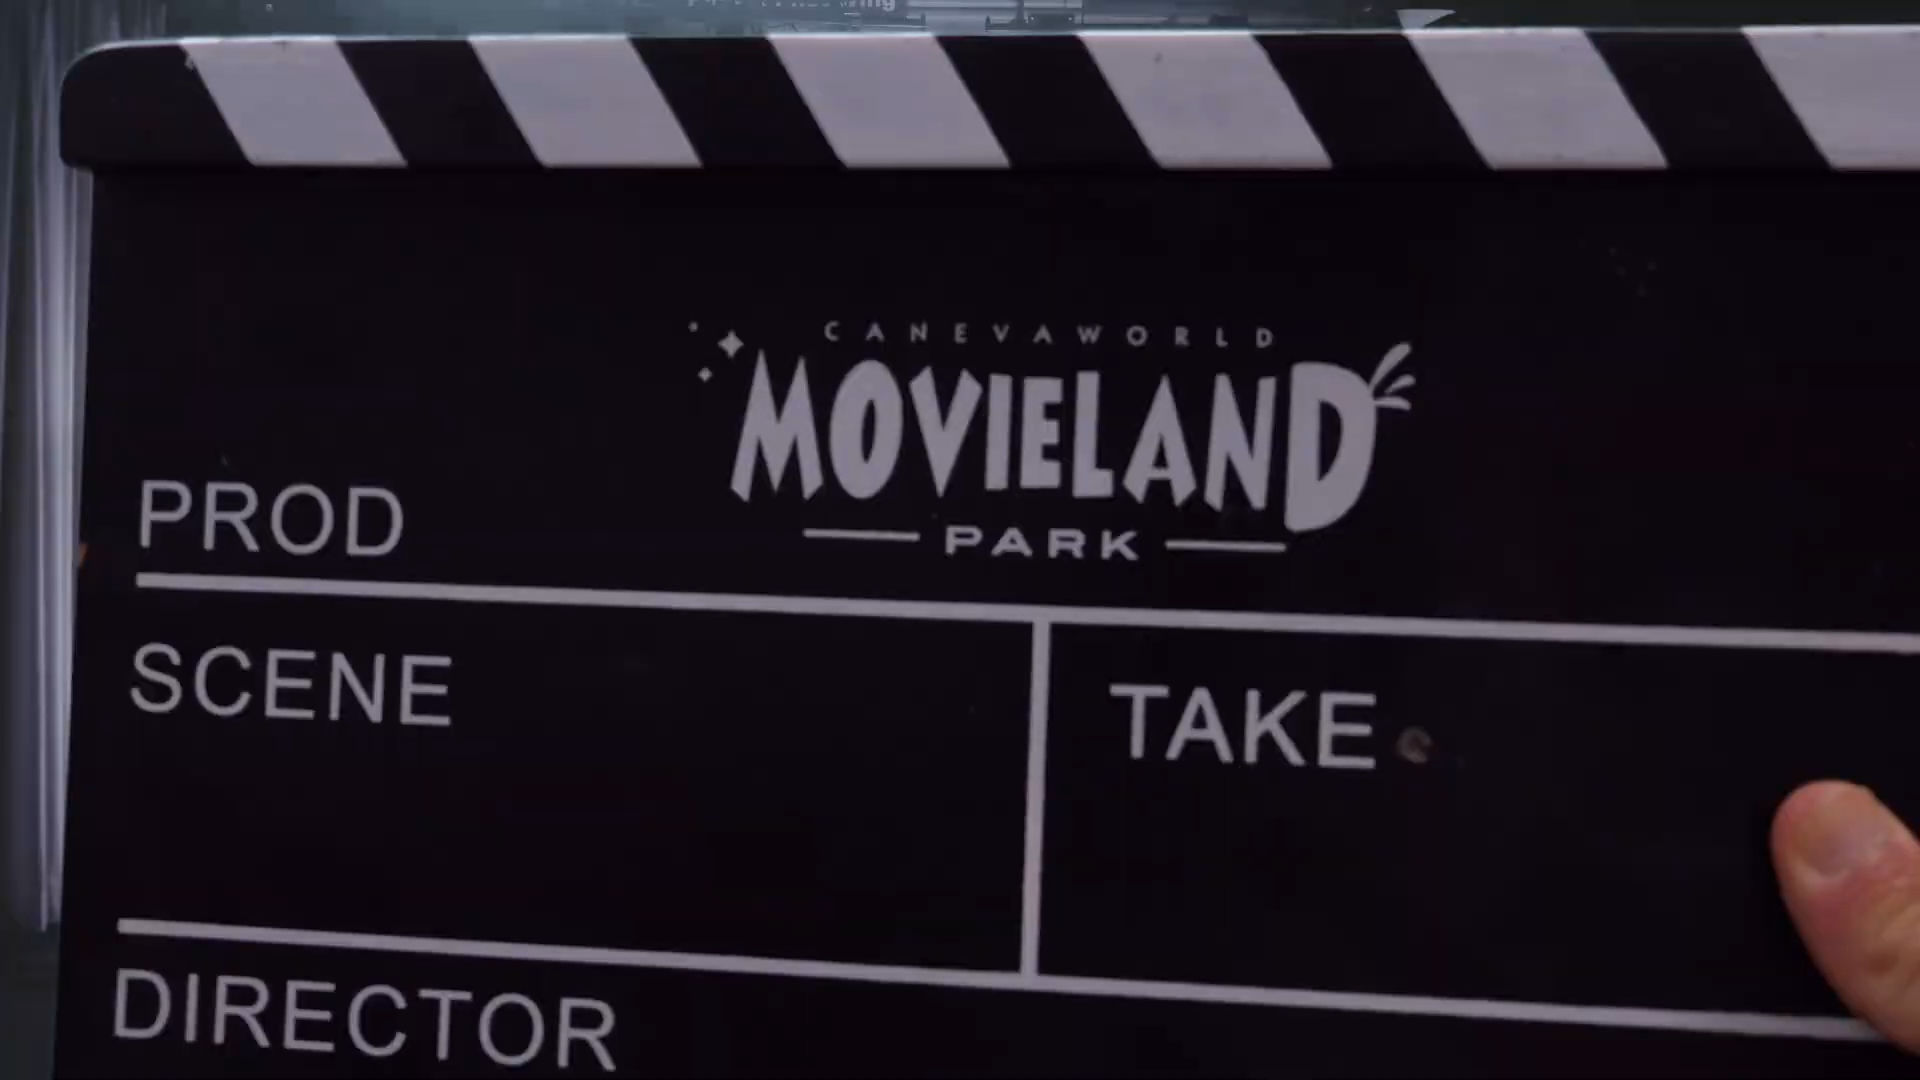 CANEVAWORLD
MOVIELAND
PARK
PROD
SCENE
TAKE
DIRECTOR